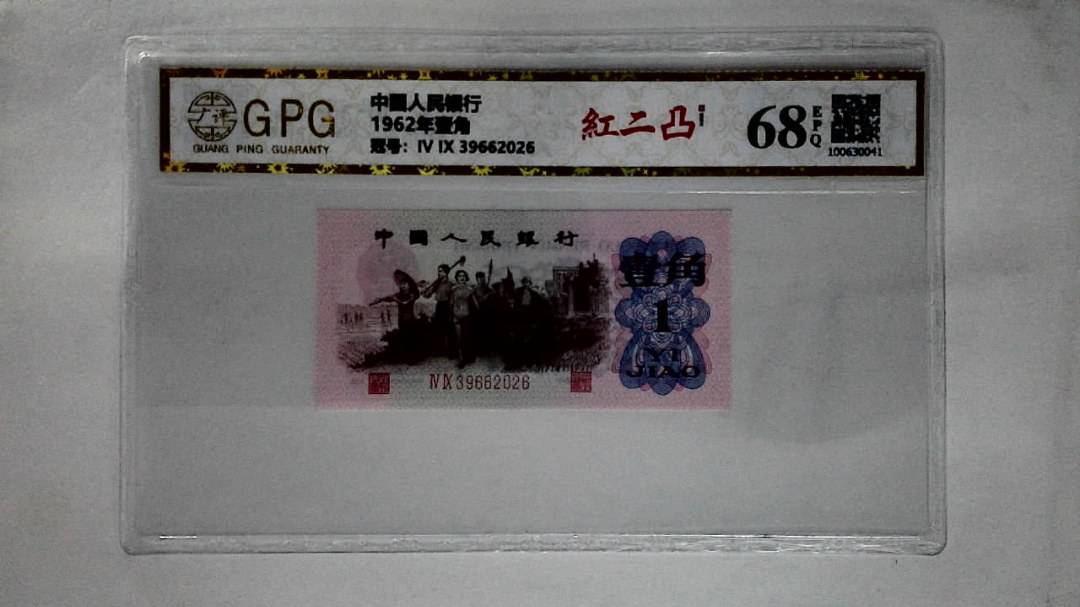 GPG
GUANG PING GUARANTY
中國人民銀行
1962年壹角
冠号：IV IX 39662026
紅二凸
68
EPQ
100630041
中國人民銀行
壹角
1
YI
JIAO
IV IX 39662026